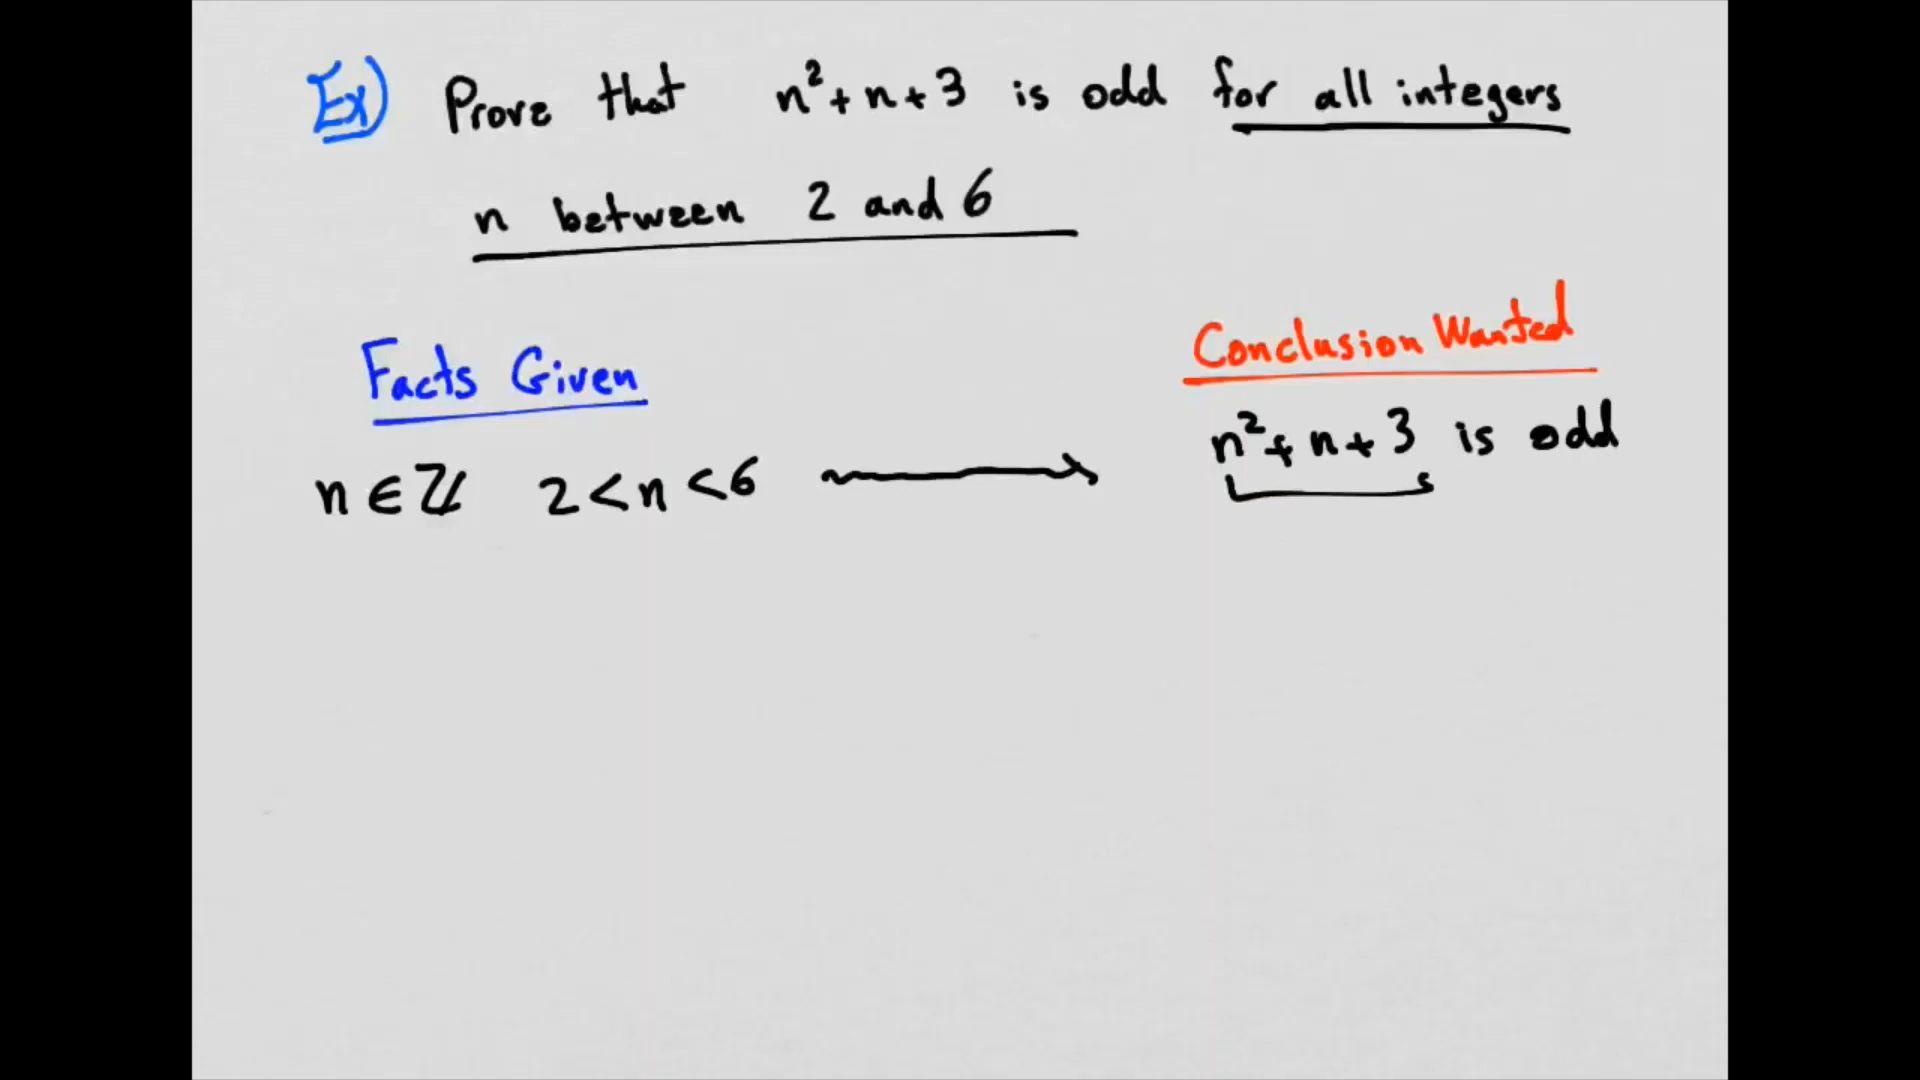 Ex) Prove that n²+n+3 is odd for all integers
n between 2 and 6
Facts Given
Conclusion Wanted
n∈ℤ 2<n<6 ⟶ n²+n+3 is odd